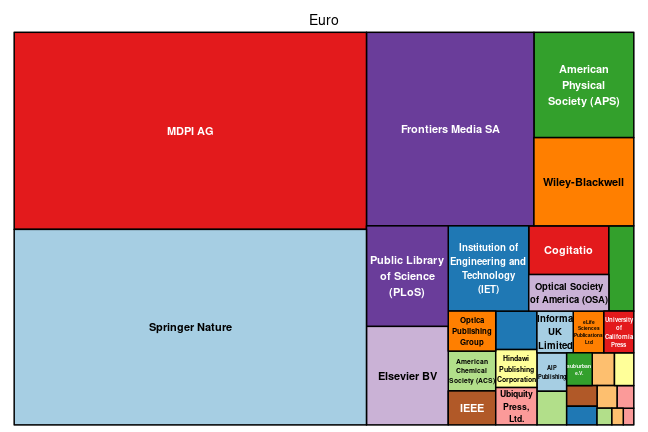 Euro
MDPI AG
Springer Nature
Frontiers Media SA
American
Physical
Society (APS)
Wiley-Blackwell
Public Library
of Science
(PLoS)
Elsevier BV
Institution of
Engineering and
Technology
(IET)
Cogitatio
Optical Society
of America (OSA)
Optica
Publishing
Group
American
Chemical
Society (ACS)
IEEE
Hindawi
Publishing
Corporation
Ubiquity
Press,
Ltd.
Informa
UK
Limited
eLife
Sciences
Publications
Ltd
University
of
California
Press
AIP
Publishing
suburban
e.V.